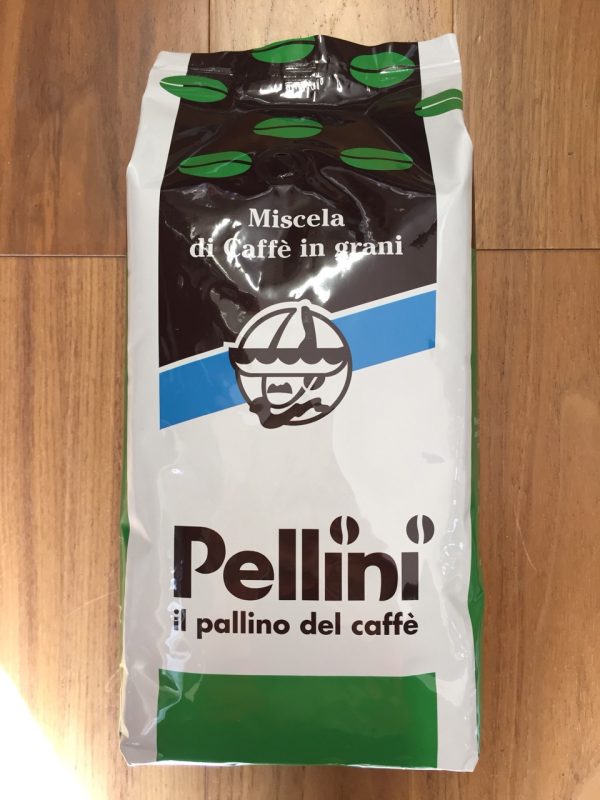 Miscela
di Caffè in grani
Pellini
il pallino del caffè